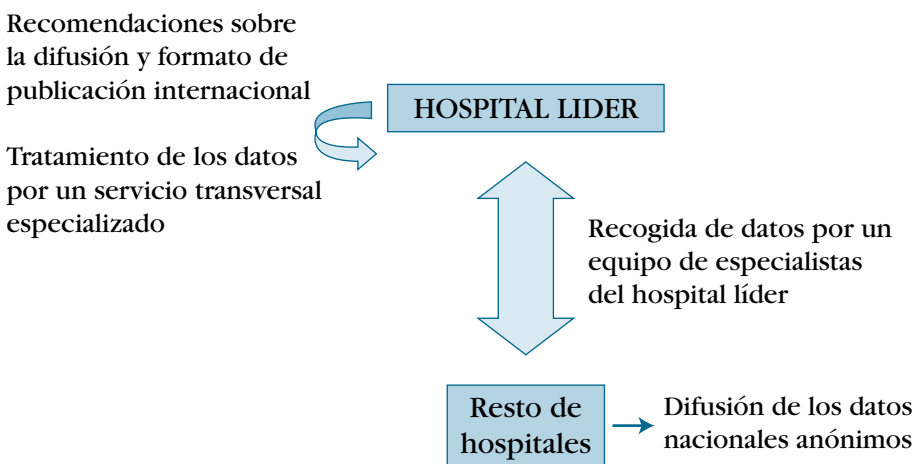 Recomendaciones sobre
la difusión y formato de
publicación internacional
HOSPITAL LIDER
Tratamiento de los datos
por un servicio transversal
especializado
Recogida de datos por un
equipo de especialistas
del hospital líder
Resto de
hospitales
Difusión de los datos
nacionales anónimos